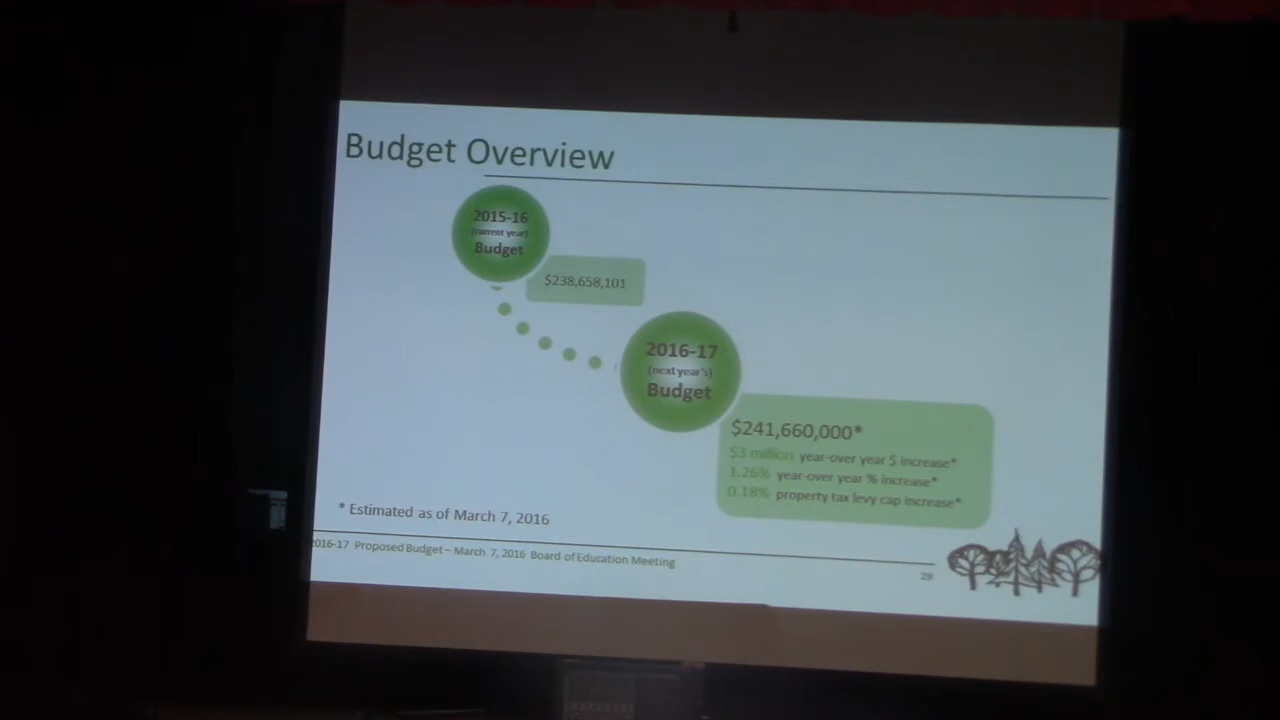 Budget Overview
2015-16
(current year)
Budget
$238,658,101
2016-17
(next year's)
Budget
$241,660,000*
$3 million year-over year $ increase*
1.26% year-over year % increase*
0.18% property tax levy cap increase*
* Estimated as of March 7, 2016
2016-17 Proposed Budget – March 7, 2016 Board of Education Meeting
29